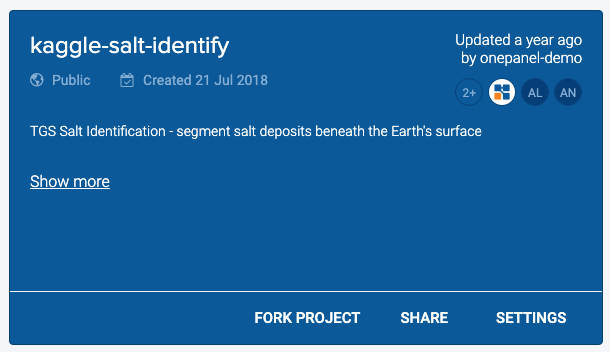 kaggle-salt-identify
Updated a year ago
by onepanel-demo
Public
Created 21 Jul 2018
2+
AL
AN
TGS Salt Identification - segment salt deposits beneath the Earth's surface
Show more
FORK PROJECT
SHARE
SETTINGS